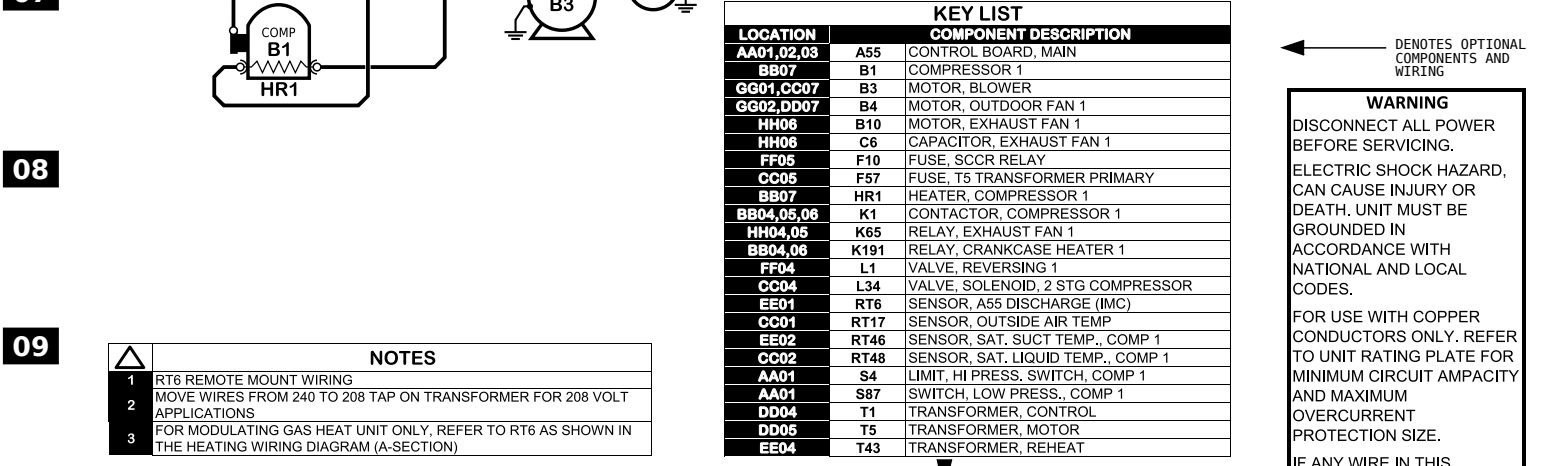 07
COMP
B1
HR1
B3
08
09
NOTES
1 RT6 REMOTE MOUNT WIRING
2 MOVE WIRES FROM 240 TO 208 TAP ON TRANSFORMER FOR 208 VOLT
APPLICATIONS
3 FOR MODULATING GAS HEAT UNIT ONLY, REFER TO RT6 AS SHOWN IN
THE HEATING WIRING DIAGRAM (A-SECTION)
KEY LIST
LOCATION COMPONENT DESCRIPTION
AA01,02,03 A55 CONTROL BOARD, MAIN
BB07 B1 COMPRESSOR 1
GG01,CC07 B3 MOTOR, BLOWER
GG02,DD07 B4 MOTOR, OUTDOOR FAN 1
HH06 B10 MOTOR, EXHAUST FAN 1
HH06 C6 CAPACITOR, EXHAUST FAN 1
FF05 F10 FUSE, SCCR RELAY
CC05 F57 FUSE, T5 TRANSFORMER PRIMARY
BB07 HR1 HEATER, COMPRESSOR 1
BB04,05,06 K1 CONTACTOR, COMPRESSOR 1
HH04,05 K65 RELAY, EXHAUST FAN 1
BB04,06 K191 RELAY, CRANKCASE HEATER 1
FF04 L1 VALVE, REVERSING 1
CC04 L34 VALVE, SOLENOID, 2 STG COMPRESSOR
EE01 RT6 SENSOR, A55 DISCHARGE (IMC)
CC01 RT17 SENSOR, OUTSIDE AIR TEMP
EE02 RT46 SENSOR, SAT. SUCT TEMP., COMP 1
CC02 RT48 SENSOR, SAT. LIQUID TEMP., COMP 1
AA01 S4 LIMIT, HI PRESS. SWITCH, COMP 1
AA01 S87 SWITCH, LOW PRESS., COMP 1
DD04 T1 TRANSFORMER, CONTROL
DD05 T5 TRANSFORMER, MOTOR
EE04 T43 TRANSFORMER, REHEAT
DENOTES OPTIONAL
COMPONENTS AND
WIRING
WARNING
DISCONNECT ALL POWER
BEFORE SERVICING.
ELECTRIC SHOCK HAZARD,
CAN CAUSE INJURY OR
DEATH. UNIT MUST BE
GROUNDED IN
ACCORDANCE WITH
NATIONAL AND LOCAL
CODES.
FOR USE WITH COPPER
CONDUCTORS ONLY. REFER
TO UNIT RATING PLATE FOR
MINIMUM CIRCUIT AMPACITY
AND MAXIMUM
OVERCURRENT
PROTECTION SIZE.
IF ANY WIRE IN THIS